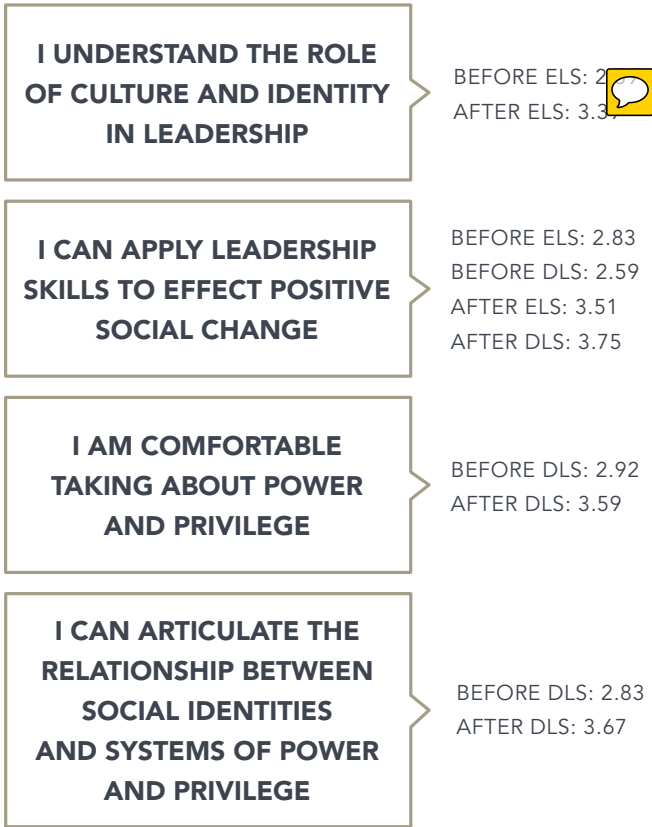 I UNDERSTAND THE ROLE
OF CULTURE AND IDENTITY
IN LEADERSHIP
BEFORE ELS:
AFTER ELS:
I CAN APPLY LEADERSHIP
SKILLS TO EFFECT POSITIVE
SOCIAL CHANGE
BEFORE ELS: 2.83
BEFORE DLS: 2.59
AFTER ELS: 3.51
AFTER DLS: 3.75
I AM COMFORTABLE
TAKING ABOUT POWER
AND PRIVILEGE
BEFORE DLS: 2.92
AFTER DLS: 3.59
I CAN ARTICULATE THE
RELATIONSHIP BETWEEN
SOCIAL IDENTITIES
AND SYSTEMS OF POWER
AND PRIVILEGE
BEFORE DLS: 2.83
AFTER DLS: 3.67